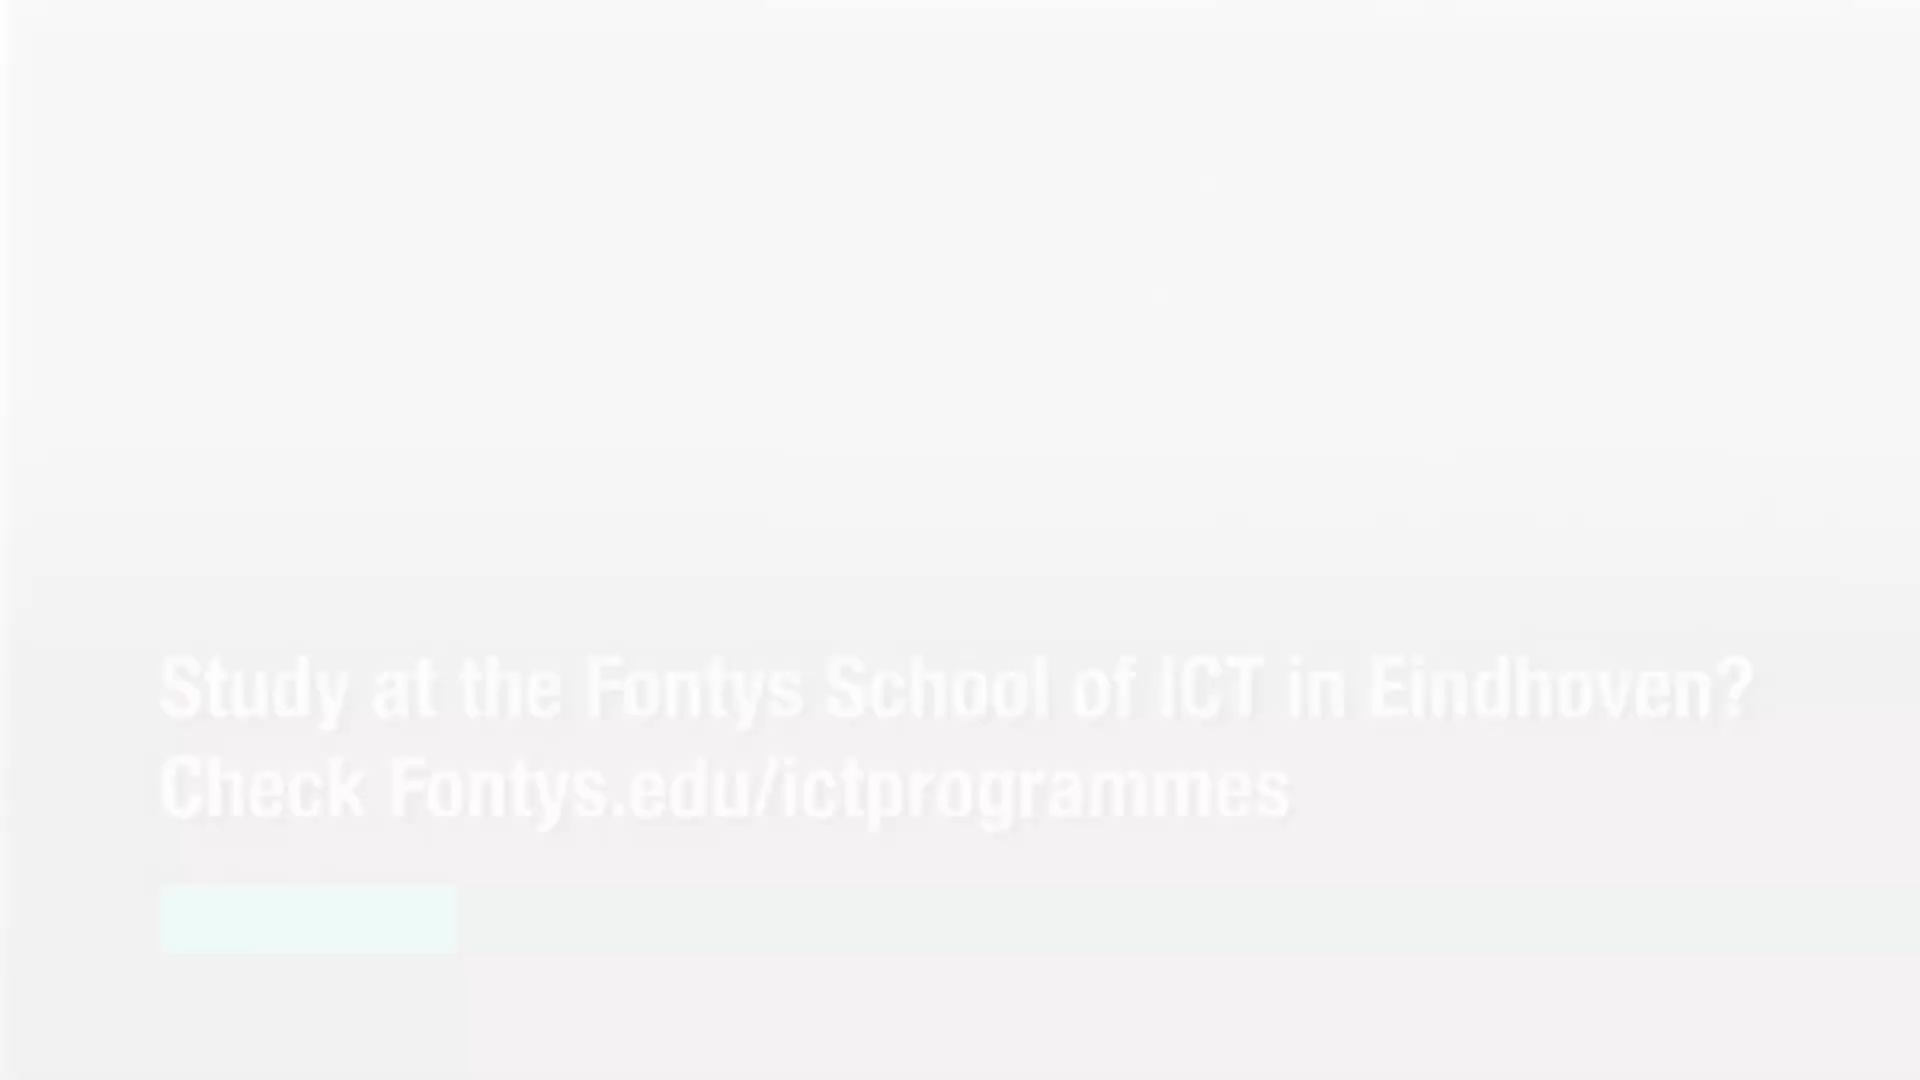 Study at the Fontys School of ICT in Eindhoven?
Check Fontys.edu/ictprogrammes